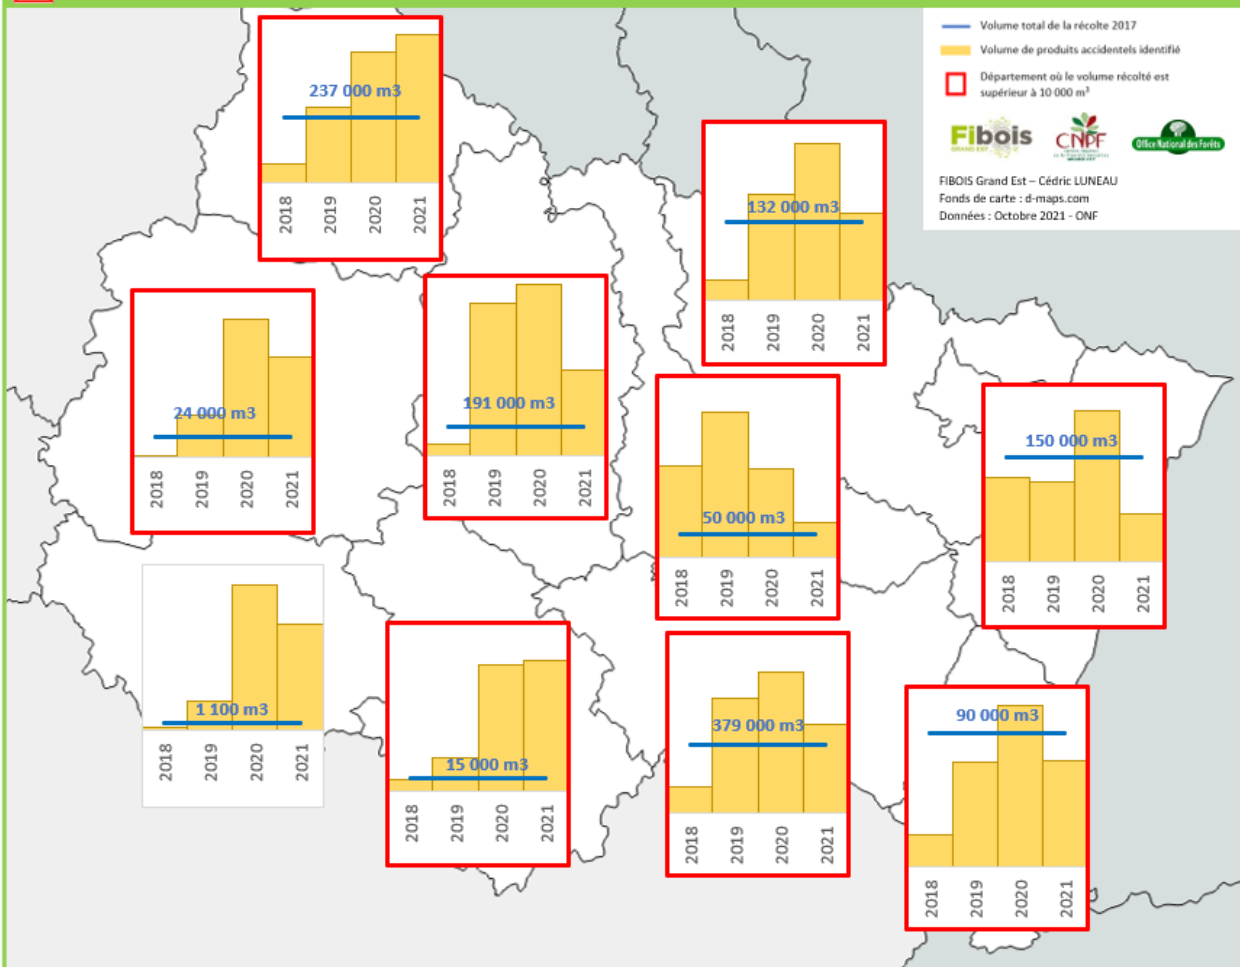 Volume total de la récolte 2017
Volume de produits accidentels identifié
Département où le volume récolté est
supérieur à 10 000 m³
Fibois
GRAND EST
CNPF
Office National des Forêts
FIBOIS Grand Est – Cédric LUNEAU
Fonds de carte : d-maps.com
Données : Octobre 2021 - ONF
237 000 m3
2018
2019
2020
2021
132 000 m3
2018
2019
2020
2021
24 000 m3
2018
2019
2020
2021
191 000 m3
2018
2019
2020
2021
50 000 m3
2018
2019
2020
2021
150 000 m3
2018
2019
2020
2021
1 100 m3
2018
2019
2020
2021
15 000 m3
2018
2019
2020
2021
379 000 m3
2018
2019
2020
2021
90 000 m3
2018
2019
2020
2021